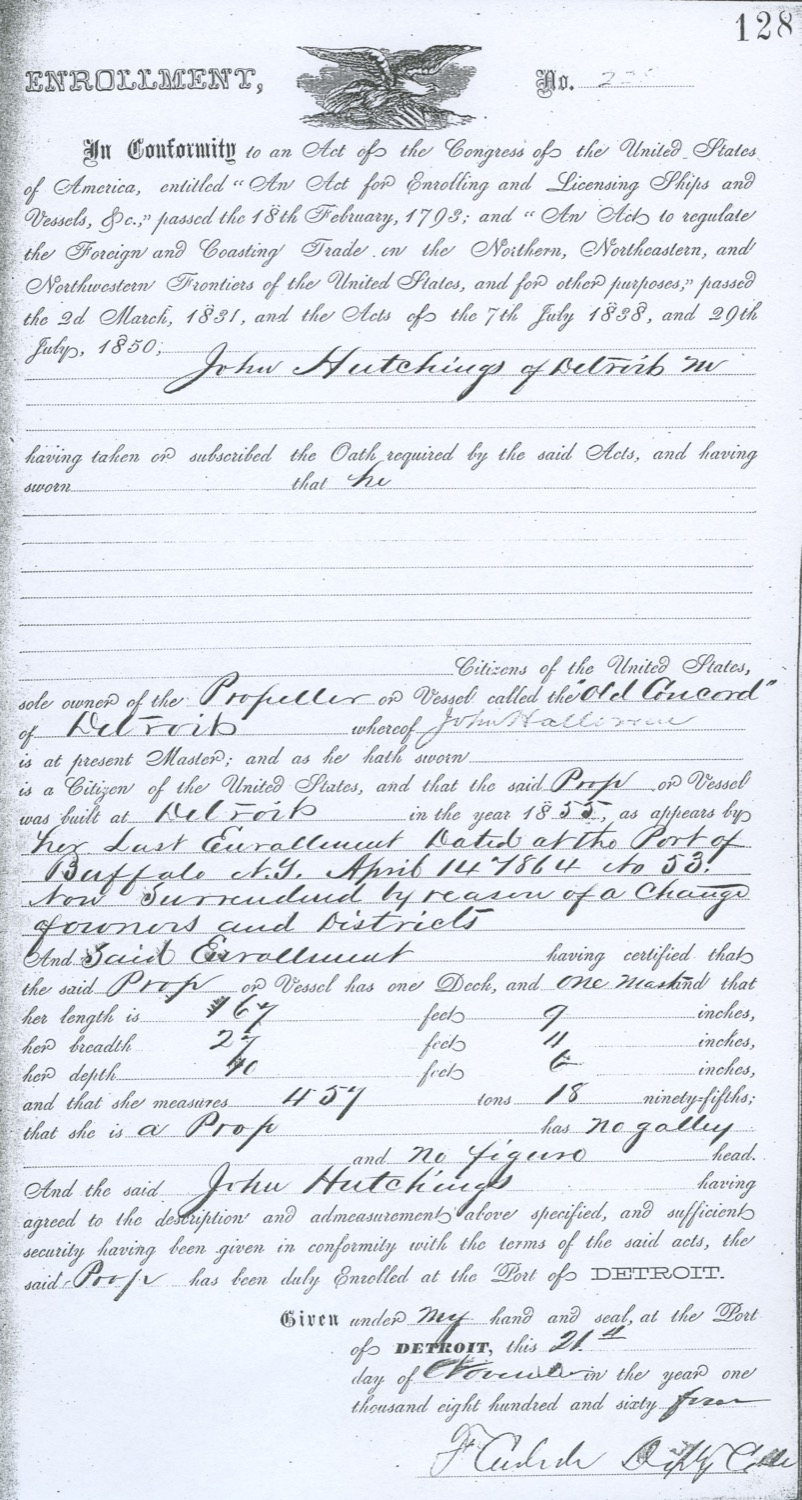 128
ENROLLMENT, No.
In Conformity to an Act of the Congress of the United States
of America, entitled "An Act for Enrolling and Licensing Ships and
Vessels, &c.," passed the 18th February, 1793; and "An Act to regulate
the Foreign and Coasting Trade in the Northern, Northeastern, and
Northwestern Frontiers of the United States, and for other purposes," passed
the 2d March, 1831, and the Acts of the 7th July 1838, and 29th
July, 1850,
John Hutchings of Detroit M
having taken or subscribed the Oath required by the said Acts, and having
sworn that he
Citizens of the United States,
sole owner of the Propeller or Vessel called the "Old Concord"
of Detroit whereof John
is at present Master; and as he hath sworn
is a Citizen of the United States, and that the said Prop or Vessel
was built at Detroit in the year 1855, as appears by
her Last Enrollment Dated at the Port of
Buffalo N.Y. April 14 1864 No 53.
Now Surrendered by reason of a Change
of owners and Districts
And Said Enrollment having certified that
the said Prop or Vessel has one Deck, and one mast and that
her length is 167 feet 9 inches,
her breadth 27 feet 11 inches,
her depth 10 feet 6 inches,
and that she measures 457 tons 18 ninety-fifths;
that she is a Prop has no galley
and no figure head.
And the said John Hutchings having
agreed to the description and admeasurement above specified, and sufficient
security having been given in conformity with the terms of the said acts, the
said Prop has been duly Enrolled at the Port of DETROIT.
Given under my hand and seal, at the Port
of DETROIT, this 21st
day of November in the year one
thousand eight hundred and sixty four